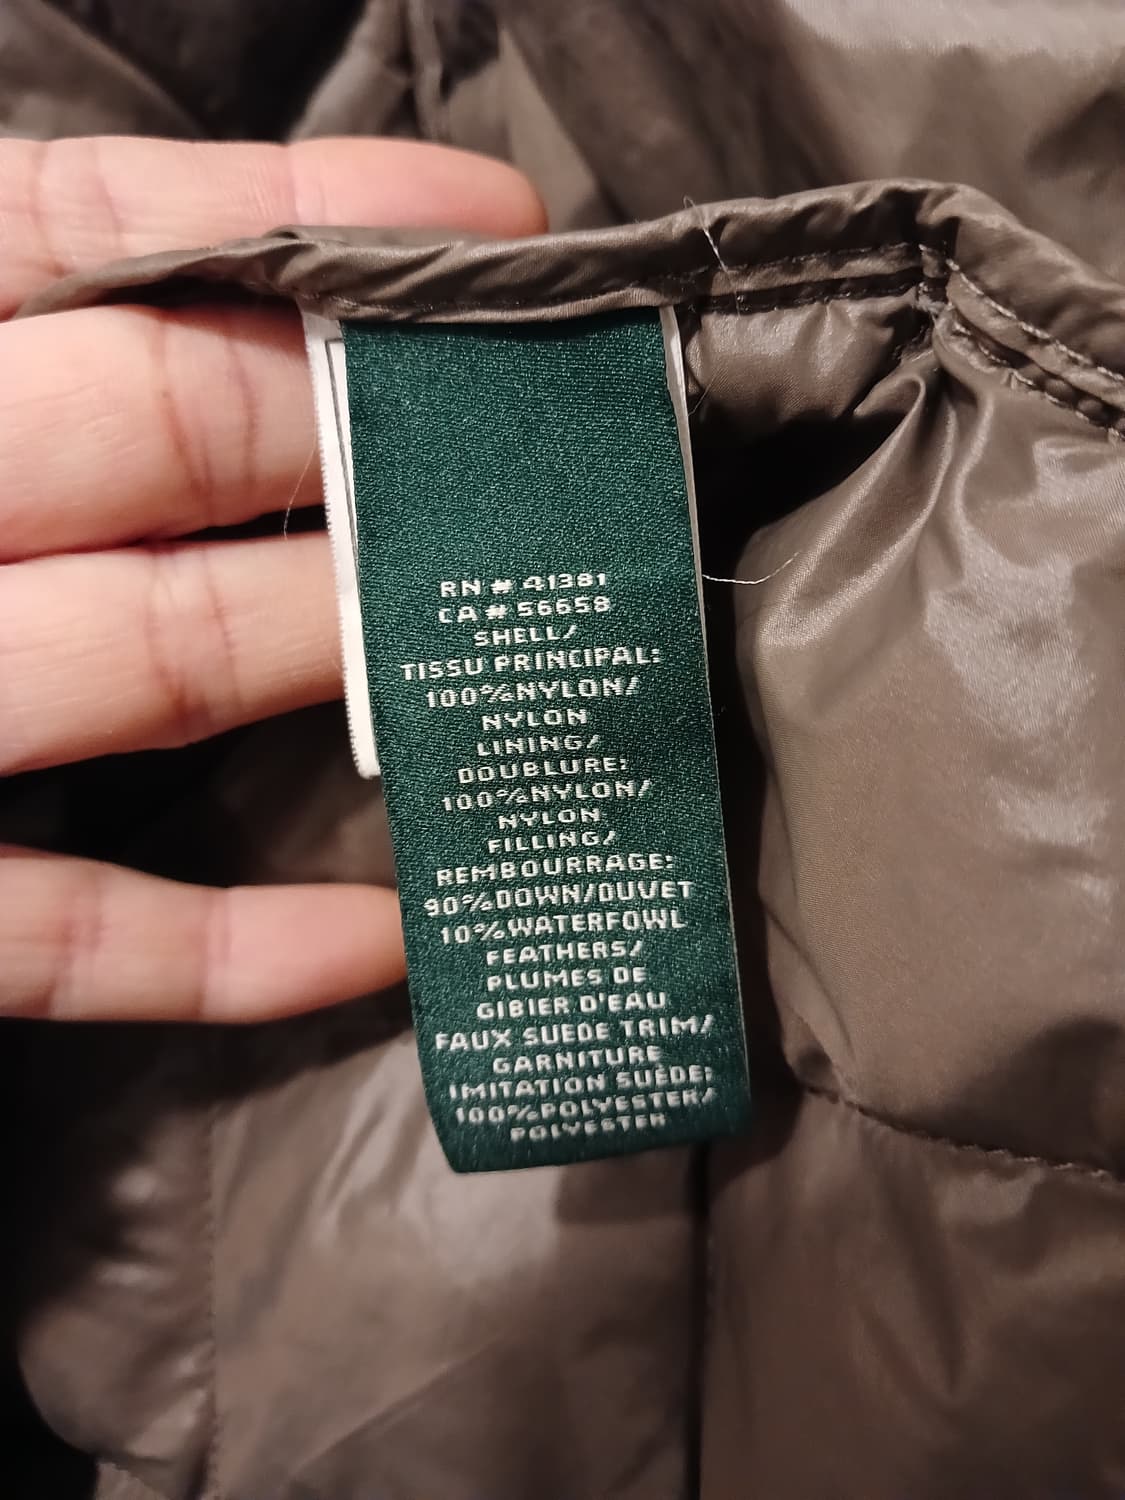 RN # 41381
CA # 56658
SHELL/
TISSU PRINCIPAL:
100%NYLON/
NYLON
LINING/
DOUBLURE:
100%NYLON/
NYLON
FILLING/
REMBOURRAGE:
90%DOWN/DUVET
10%WATERFOWL
FEATHERS/
PLUMES DE
GIBIER D'EAU
FAUX SUEDE TRIM/
GARNITURE
IMITATION SUÈDE:
100%POLYESTER/
POLYESTER